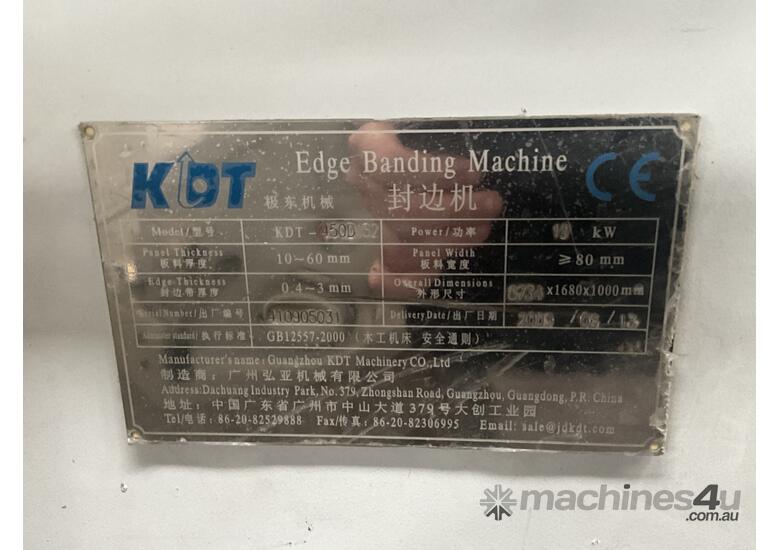 KDT
Edge Banding Machine
CE
极东机械
封边机
Model/型号 KDT- Power/功率 kW
Panel Thickness 板料厚度 10~60 mm Panel Width 板料宽度 ≥80 mm
Edge Thickness 封边带厚度 0.4~3 mm Overall Dimensions 外形尺寸 x1680x1000mm
Serial Number/出厂编号 Delivery Date/出厂日期
standard/执行标准 GB12557-2000 (木工机床 安全通则)
Manufacturer's name: Guangzhou KDT Machinery CO.,Ltd
制造商: 广州弘亚机械有限公司
Address:Dachuang Industry Park, No. 379, Zhongshan Road, Guangzhou, Guangdong, P.R. China
地址: 中国广东省广州市中山大道379号大创工业园
Tel/电话: 86-20-82529888 Fax/传真: 86-20-82306995 Email: sale@jdkdt.com
machines4u
.com.au